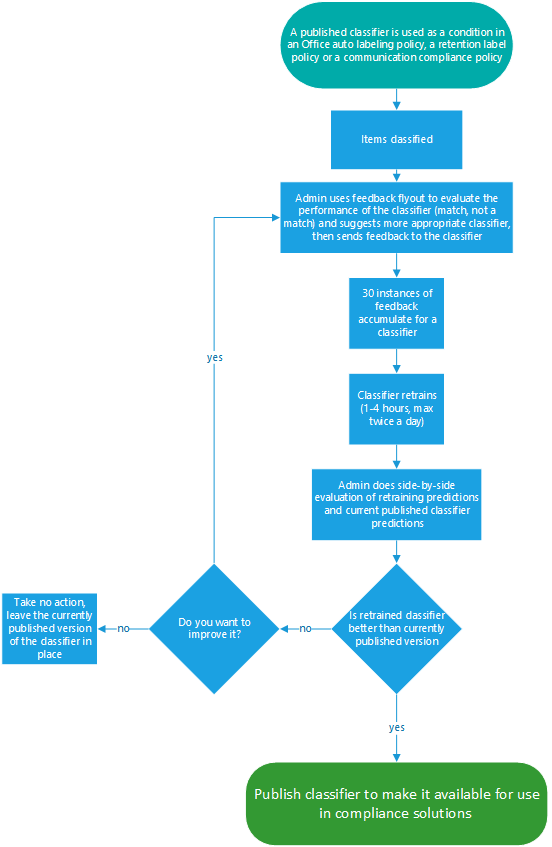 A published classifier is used as a condition in
an Office auto labeling policy, a retention label
policy or a communication compliance policy
Items classified
Admin uses feedback flyout to evaluate the
performance of the classifier (match, not a
match) and suggests more appropriate classifier,
then sends feedback to the classifier
30 instances of
feedback
accumulate for a
classifier
yes
Classifier retrains
(1-4 hours, max
twice a day)
Admin does side-by-side
evaluation of retraining predictions
and current published classifier
predictions
Is retrained classifier
better than currently
published version
no
Do you want to
improve it?
no
Take no action,
leave the currently
published version
of the classifier in
place
yes
Publish classifier to make it available for use
in compliance solutions